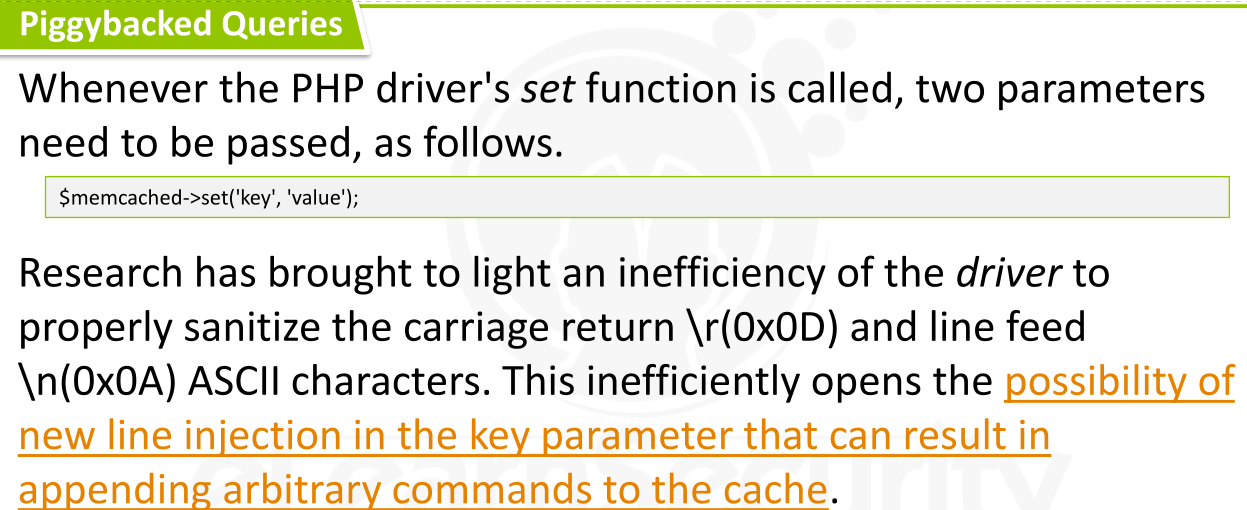 Piggybacked Queries
Whenever the PHP driver's set function is called, two parameters
need to be passed, as follows.
$memcached->set('key', 'value');
Research has brought to light an inefficiency of the driver to
properly sanitize the carriage return \r(0x0D) and line feed
\n(0x0A) ASCII characters. This inefficiently opens the possibility of
new line injection in the key parameter that can result in
appending arbitrary commands to the cache.
eLearnSecurity